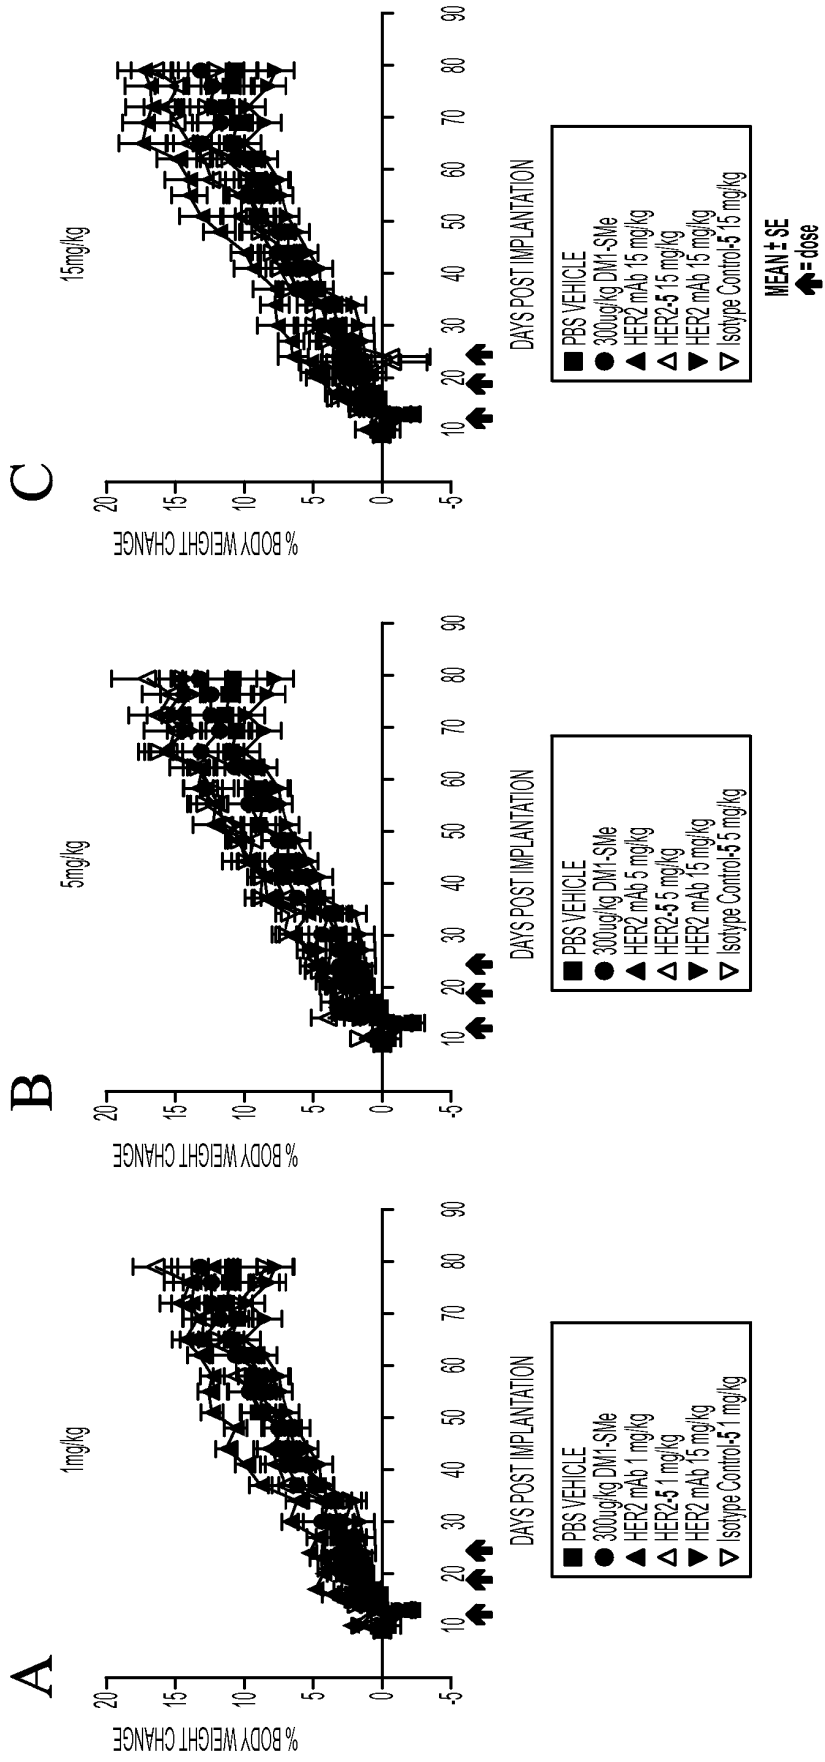 A
1mg/kg
% BODY WEIGHT CHANGE
20
15
10
5
0
-5
10 20 30 40 50 60 70 80 90
DAYS POST IMPLANTATION
PBS VEHICLE
300ug/kg DM1-SMe
HER2 mAb 1 mg/kg
HER2-5 1 mg/kg
HER2 mAb 15 mg/kg
Isotype Control-5 1 mg/kg
B
5mg/kg
% BODY WEIGHT CHANGE
20
15
10
5
0
-5
10 20 30 40 50 60 70 80 90
DAYS POST IMPLANTATION
PBS VEHICLE
300ug/kg DM1-SMe
HER2 mAb 5 mg/kg
HER2-5 5 mg/kg
HER2 mAb 15 mg/kg
Isotype Control-5 5 mg/kg
C
15mg/kg
% BODY WEIGHT CHANGE
20
15
10
5
0
-5
10 20 30 40 50 60 70 80 90
DAYS POST IMPLANTATION
PBS VEHICLE
300ug/kg DM1-SMe
HER2 mAb 15 mg/kg
HER2-5 15 mg/kg
HER2 mAb 15 mg/kg
Isotype Control-5 15 mg/kg
MEAN ± SE
= dose